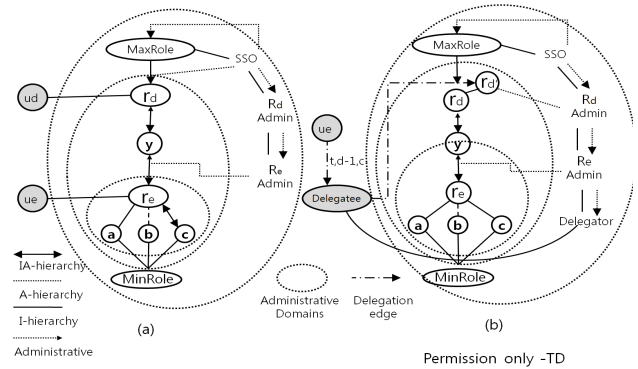 MaxRole
SSO
ud
rd
Rd
Admin
y
Re
Admin
ue
re
a
b
c
MinRole
IA-hierarchy
A-hierarchy
I-hierarchy
Administrative
(a)
MaxRole
SSO
rd
rd
Rd
Admin
ue
y
t,d-1,c
Re
Admin
Delegatee
re
Delegator
a
b
c
MinRole
Administrative
Domains
Delegation
edge
(b)
Permission only -TD